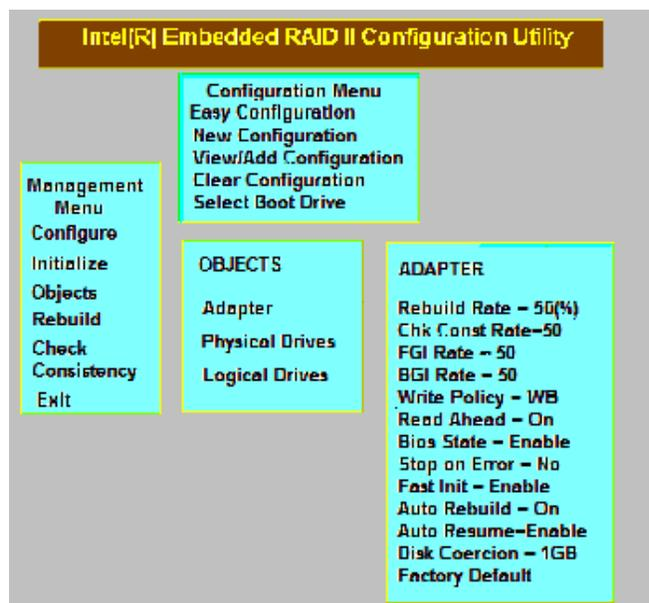 Intel(R) Embedded RAID II Configuration Utility
Configuration Menu
Easy Configuration
New Configuration
View/Add Configuration
Clear Configuration
Select Boot Drive
Management
Menu
Configure
Initialize
Objects
Rebuild
Check
Consistency
Exit
OBJECTS
Adapter
Physical Drives
Logical Drives
ADAPTER
Rebuild Rate – 50(%)
Chk Const Rate–50
FGI Rate – 50
BGI Rate – 50
Write Policy – WB
Read Ahead – On
Bios State – Enable
Stop on Error – No
Fast Init – Enable
Auto Rebuild – On
Auto Resume–Enable
Disk Coercion – 1GB
Factory Default